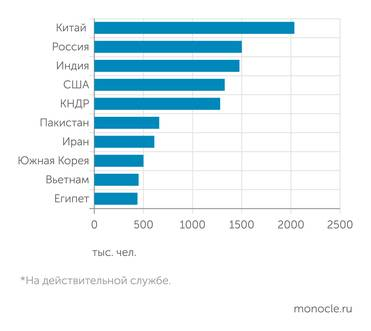 Китай
Россия
Индия
США
КНДР
Пакистан
Иран
Южная Корея
Вьетнам
Египет
0 500 1000 1500 2000 2500
тыс. чел.
*На действительной службе.
monocle.ru